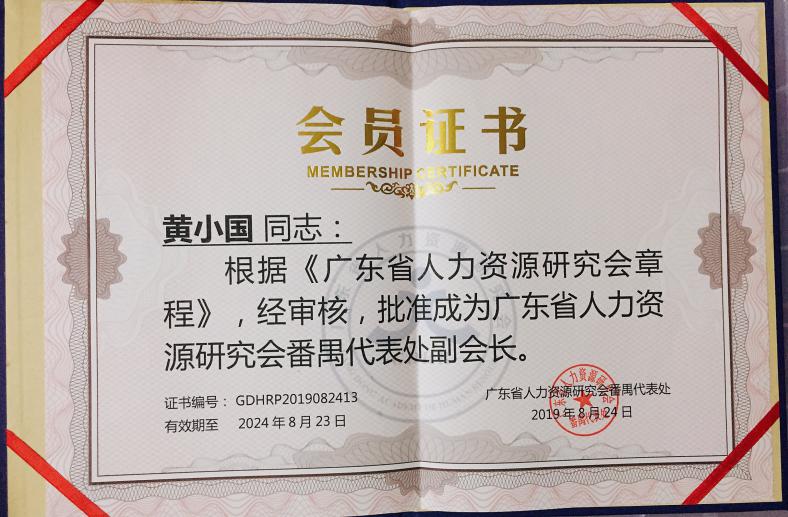 会员证书
MEMBERSHIP CERTIFICATE
黄小国 同志：
根据《广东省人力资源研究会章
程》，经审核，批准成为广东省人力资
源研究会番禺代表处副会长。
证书编号： GDHRP2019082413
有效期至 2024年8月23日
广东省人力资源研究会番禺代表处
2019年8月24日